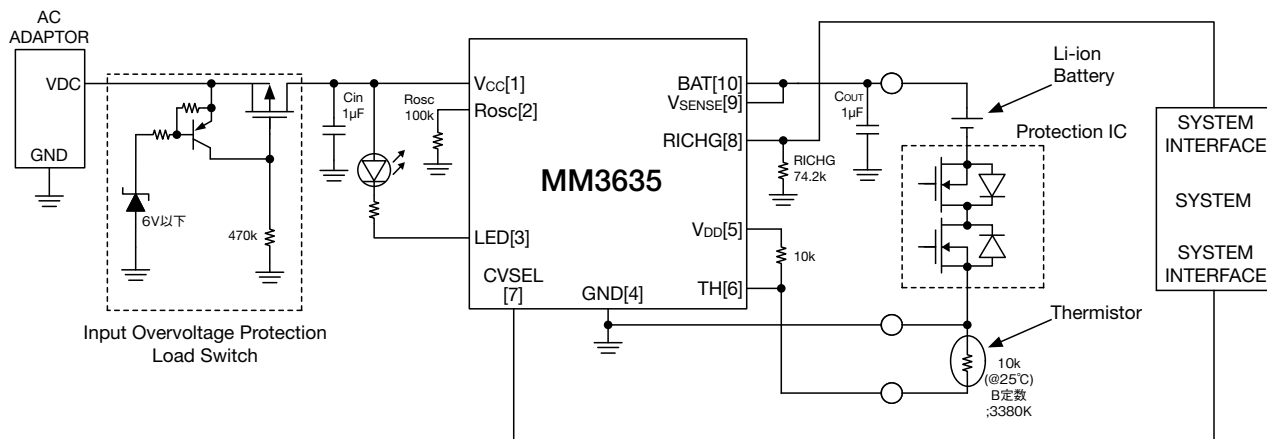 AC
ADAPTOR
VDC
GND
6V以下
470k
Input Overvoltage Protection
Load Switch
Cin
1µF
Rosc
100k
MM3635
VCC[1]
Rosc[2]
LED[3]
CVSEL
[7]
GND[4]
BAT[10]
VSENSE[9]
RICHG[8]
VDD[5]
TH[6]
COUT
1µF
RICHG
74.2k
10k
Li-ion
Battery
Protection IC
Thermistor
10k
(@25℃)
B定数
;3380K
SYSTEM
INTERFACE
SYSTEM
SYSTEM
INTERFACE